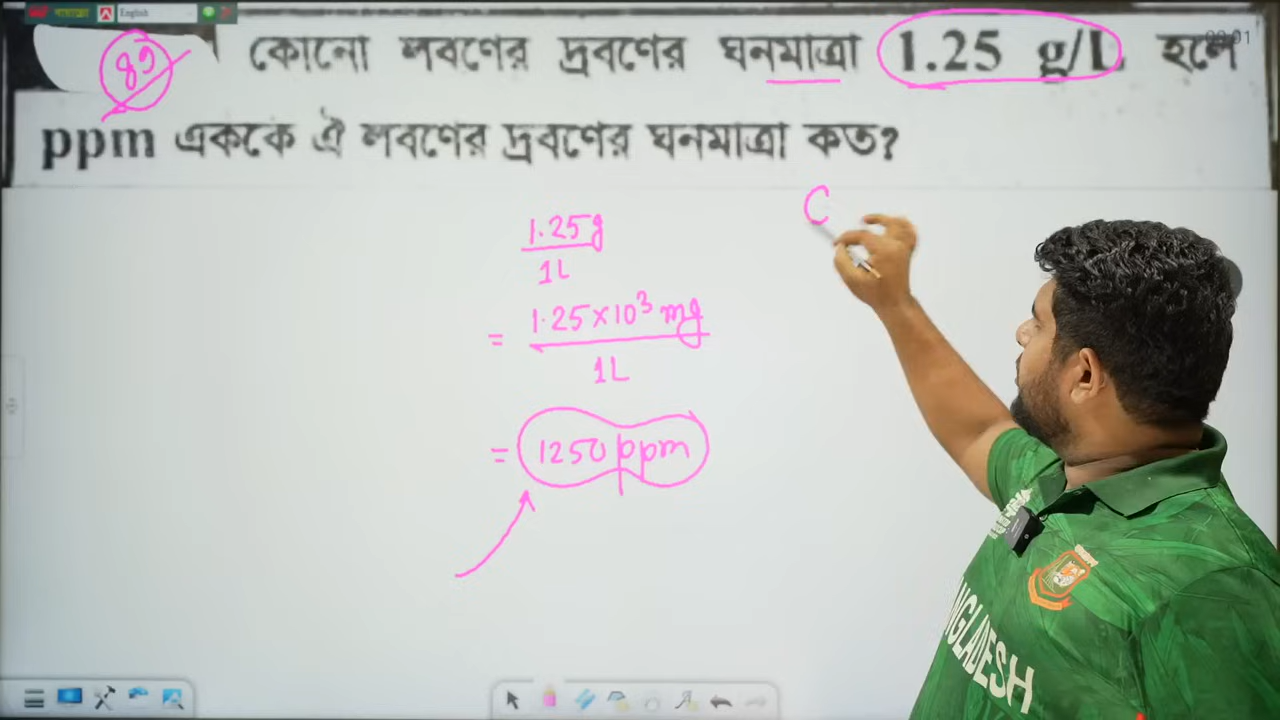 English
৪৩ কোনো লবণের দ্রবণের ঘনমাত্রা 1.25 g/L হলে
ppm এককে ঐ লবণের দ্রবণের ঘনমাত্রা কত?
1.25g
1L
= 1.25×10³ mg
1L
= 1250 ppm
C
BANGLADESH